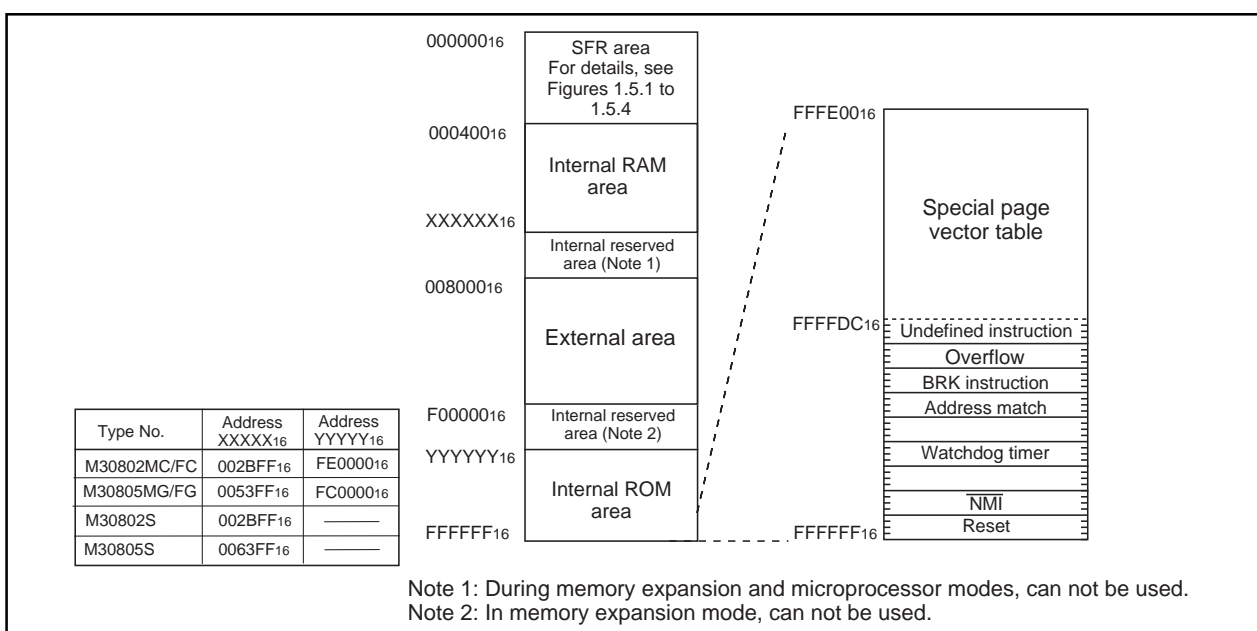 000000₁₆
SFR area
For details, see
Figures 1.5.1 to
1.5.4
000400₁₆
Internal RAM
area
XXXXXX₁₆
Internal reserved
area (Note 1)
008000₁₆
External area
F00000₁₆
Internal reserved
area (Note 2)
YYYYYY₁₆
Internal ROM
area
FFFFFF₁₆
FFFE00₁₆
Special page
vector table
FFFFDC₁₆
Undefined instruction
Overflow
BRK instruction
Address match
Watchdog timer
NMI
Reset
FFFFFF₁₆
Type No. Address XXXXX₁₆ Address YYYYY₁₆
M30802MC/FC 002BFF₁₆ FE0000₁₆
M30805MG/FG 0053FF₁₆ FC0000₁₆
M30802S 002BFF₁₆ ———
M30805S 0063FF₁₆ ———
Note 1: During memory expansion and microprocessor modes, can not be used.
Note 2: In memory expansion mode, can not be used.